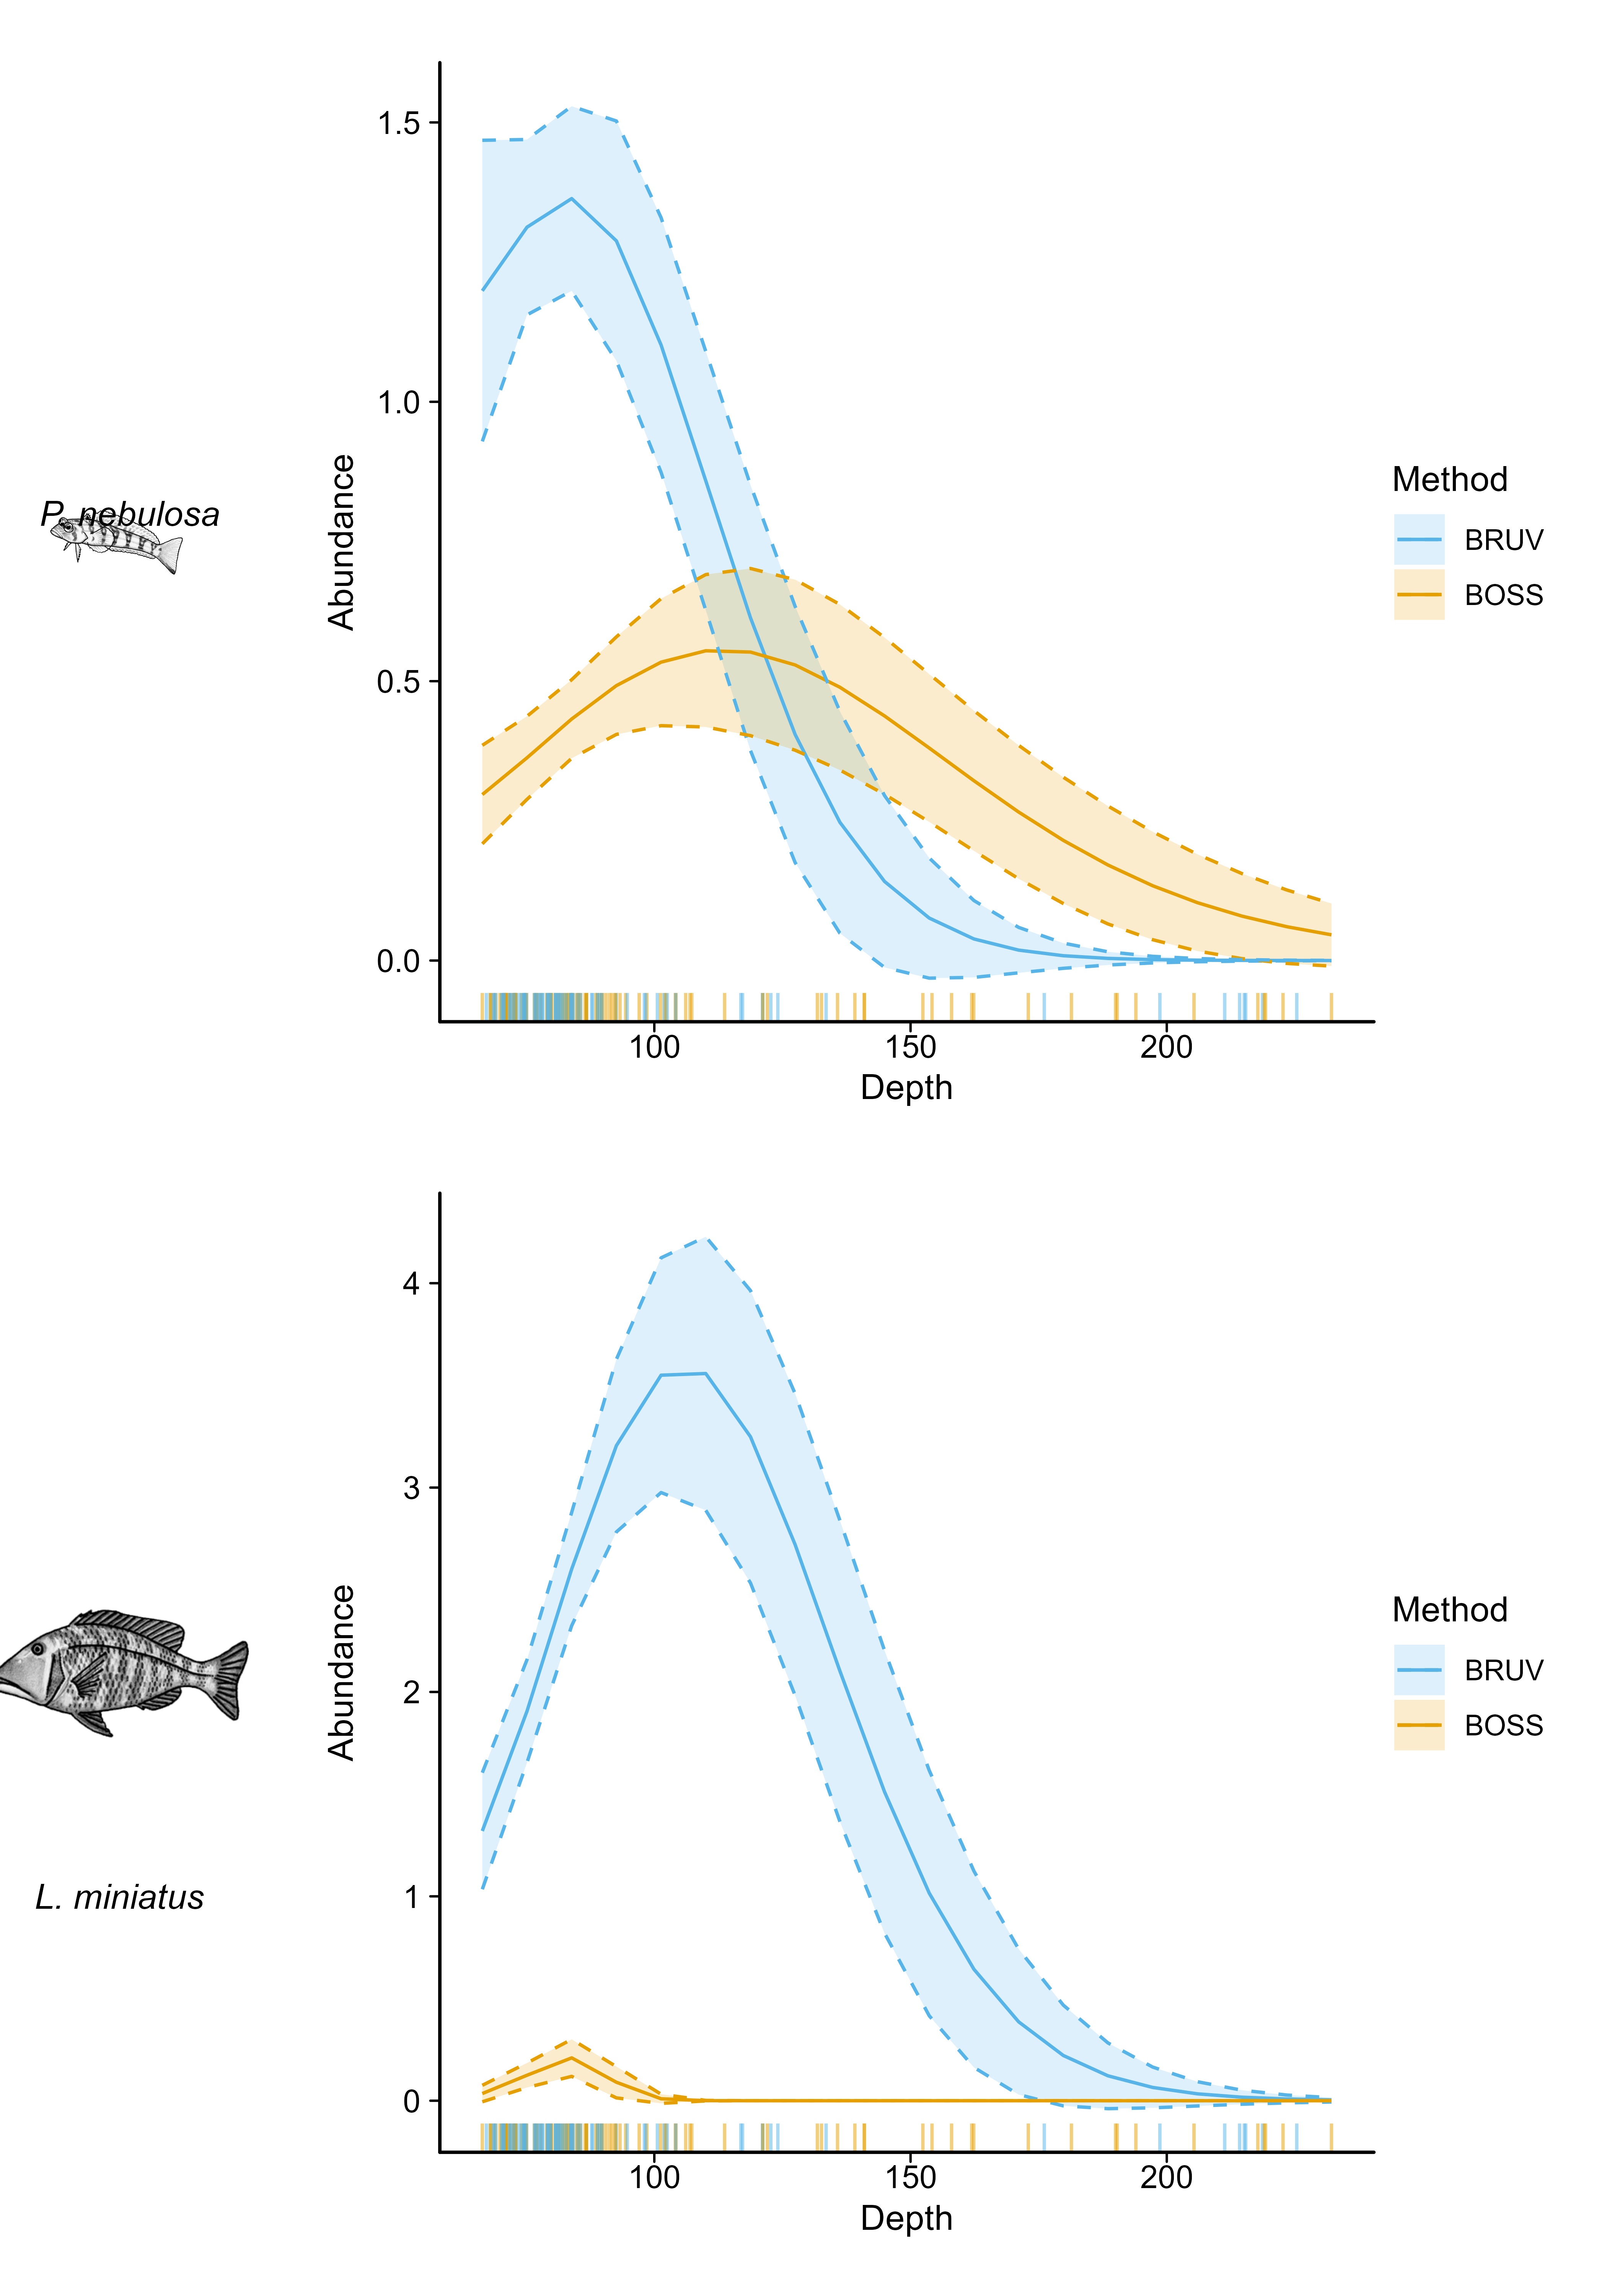 1.5
1.0
0.5
0.0
Abundance
P. nebulosa
100 150 200
Depth
Method
BRUV
BOSS
4
3
2
1
0
Abundance
L. miniatus
100 150 200
Depth
Method
BRUV
BOSS